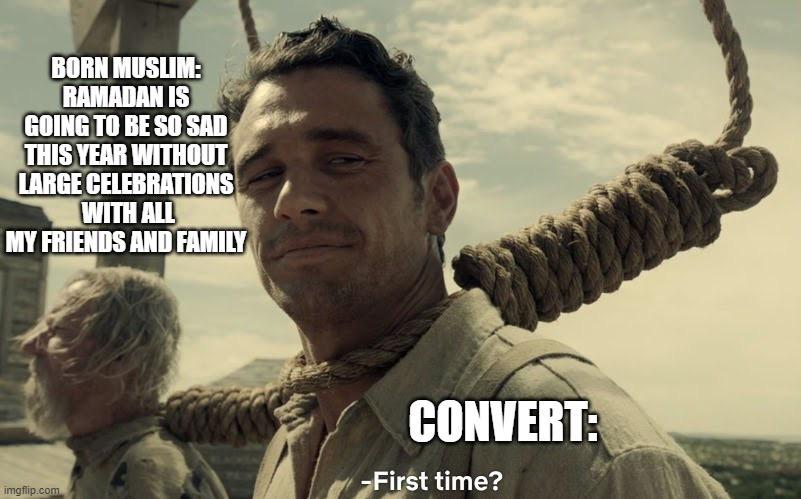 BORN MUSLIM:
RAMADAN IS
GOING TO BE SO SAD
THIS YEAR WITHOUT
LARGE CELEBRATIONS
WITH ALL
MY FRIENDS AND FAMILY
CONVERT:
-First time?
imgflip.com